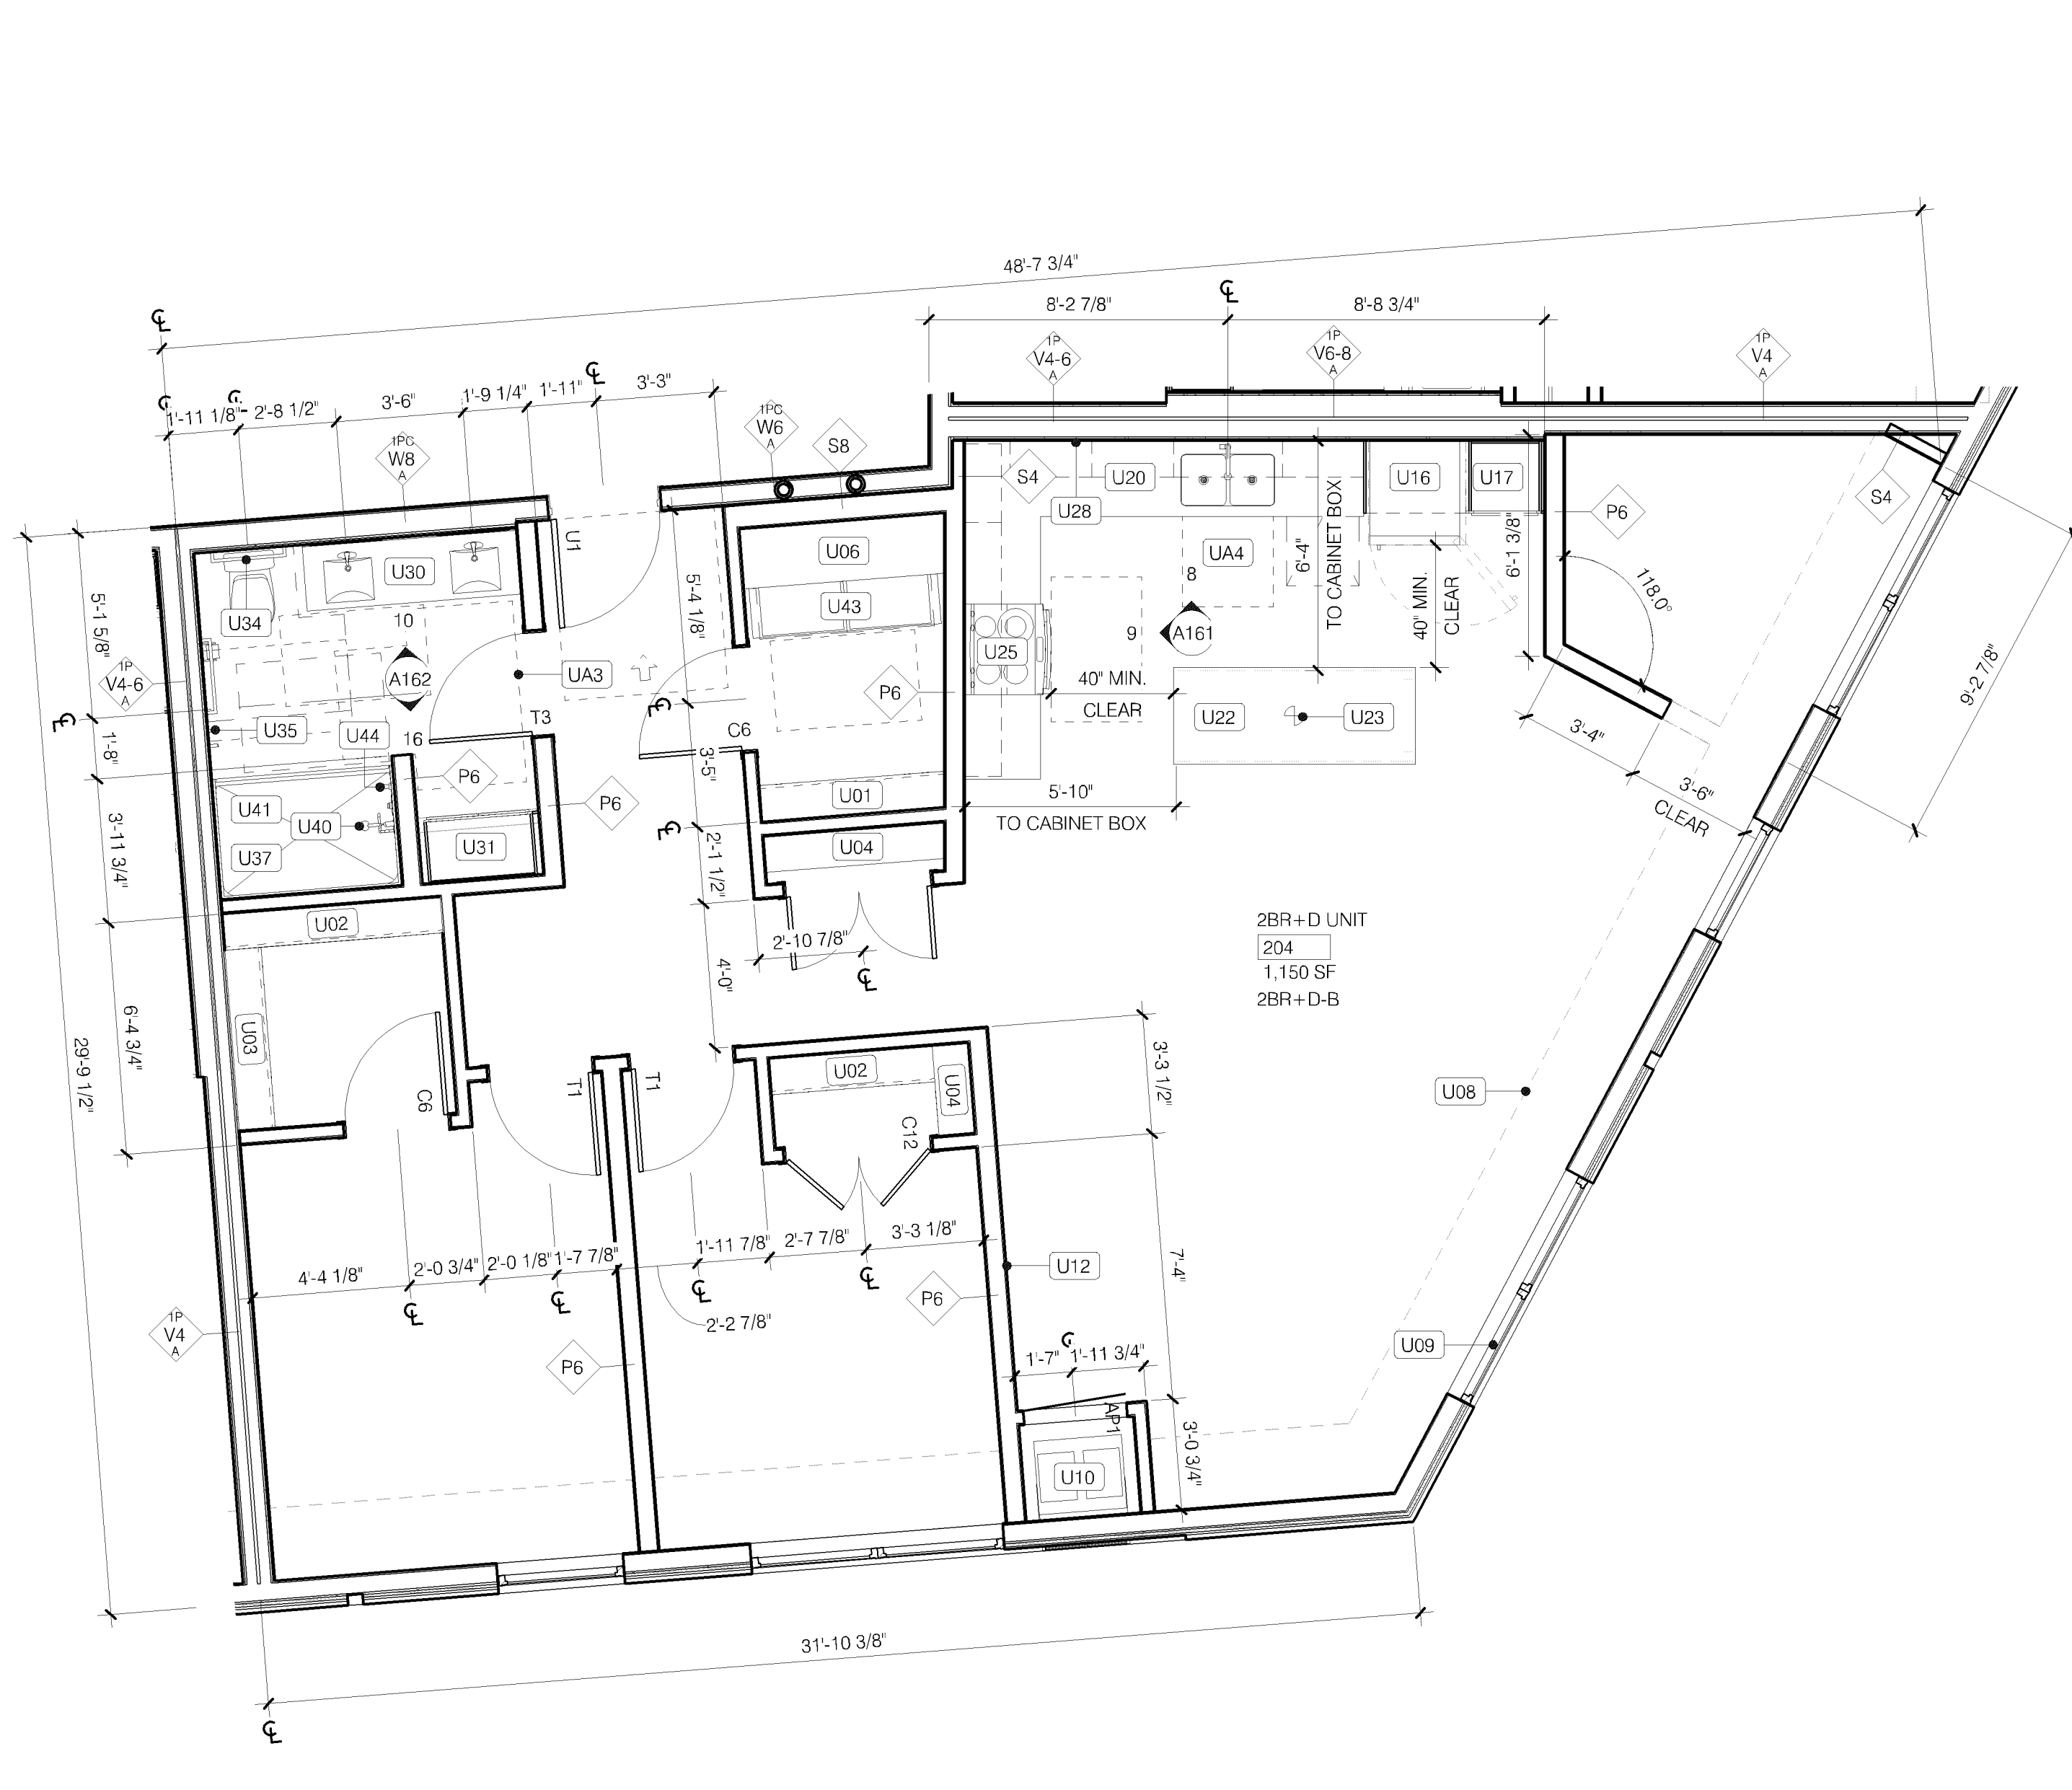 48'-7 3/4"
8'-2 7/8"
8'-8 3/4"
1P
V4-6
A
1P
V6-8
A
1P
V4
A
1'-11 1/8"
2'-8 1/2"
3'-6"
1'-9 1/4"
1'-11"
3'-3"
1PC
W8
A
1PC
W6
A
S8
S4
U20
U28
U16
U17
P6
S4
U1
U06
U43
U30
U34
10
A162
16
UA3
T3
U35
U44
1P
V4-6
A
5'-1 5/8"
1'-8"
3'-11 3/4"
6'-4 3/4"
29'-9 1/2"
5'-4 1/8"
3'-5"
2'-1 1/2"
4'-0"
C6
P6
U01
U04
U25
UA4
8
9
A161
6'-4"
TO CABINET BOX
40" MIN.
CLEAR
6'-1 3/8"
118.0°
9'-2 7/8"
40" MIN.
CLEAR
U22
U23
3'-4"
3'-6"
CLEAR
5'-10"
TO CABINET BOX
P6
P6
U41
U40
U37
U31
U02
U03
C6
2'-10 7/8"
2BR+D UNIT
204
1,150 SF
2BR+D-B
U08
T1
T1
U02
U04
C12
3'-3 1/2"
7'-4"
4'-4 1/8"
2'-0 3/4"
2'-0 1/8"
1'-7 7/8"
1'-11 7/8"
2'-7 7/8"
3'-3 1/8"
2'-2 7/8"
U12
P6
P6
1P
V4
A
U09
1'-7"
1'-11 3/4"
AP1
U10
3'-0 3/4"
31'-10 3/8"